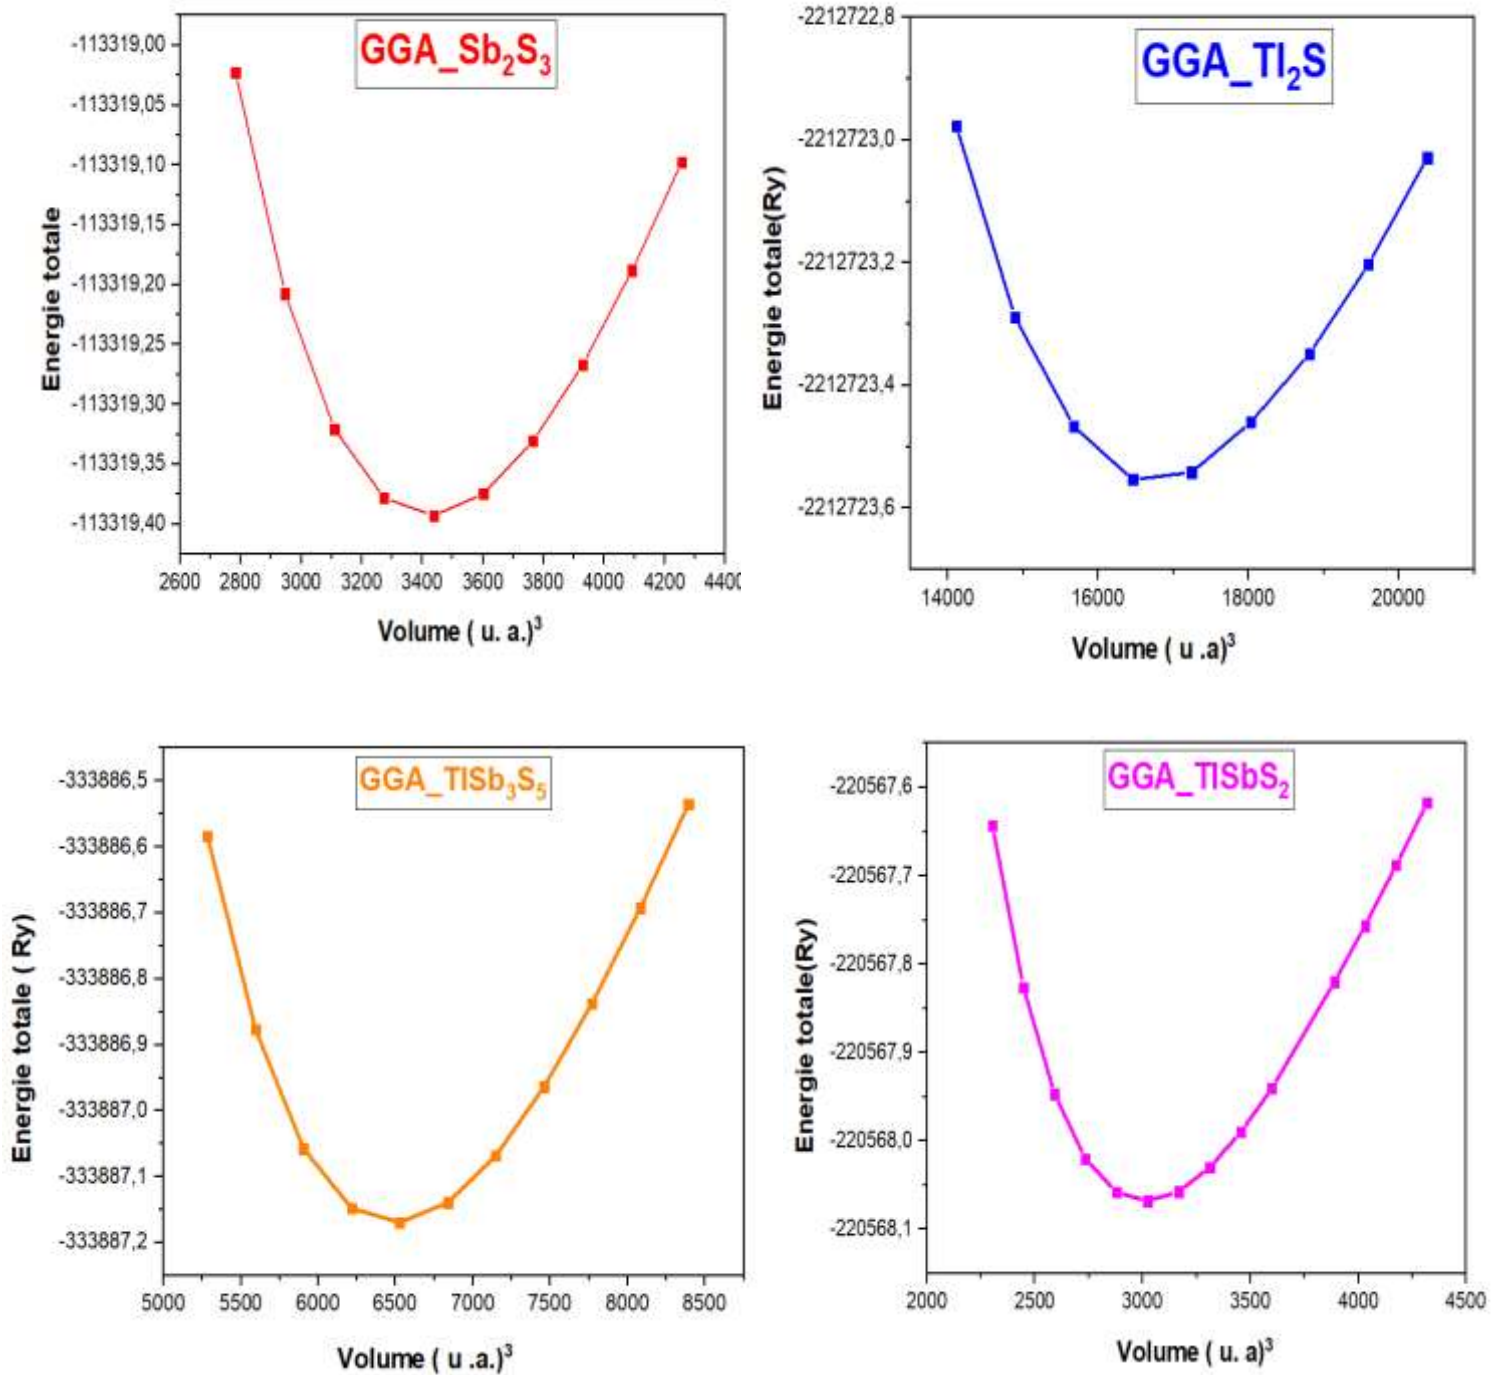 GGA_Sb₂S₃
-113319,00
-113319,05
-113319,10
-113319,15
-113319,20
-113319,25
-113319,30
-113319,35
-113319,40
Energie totale
2600 2800 3000 3200 3400 3600 3800 4000 4200 4400
Volume ( u. a.)³
GGA_Tl₂S
-2212722,8
-2212723,0
-2212723,2
-2212723,4
-2212723,6
Energie totale(Ry)
14000 16000 18000 20000
Volume ( u .a)³
GGA_TlSb₃S₅
-333886,5
-333886,6
-333886,7
-333886,8
-333886,9
-333887,0
-333887,1
-333887,2
Energie totale ( Ry)
5000 5500 6000 6500 7000 7500 8000 8500
Volume ( u .a.)³
GGA_TlSbS₂
-220567,6
-220567,7
-220567,8
-220567,9
-220568,0
-220568,1
Energie totale(Ry)
2000 2500 3000 3500 4000 4500
Volume ( u. a)³